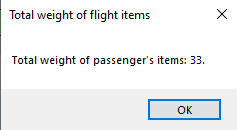 Total weight of flight items
Total weight of passenger's items: 33.
OK